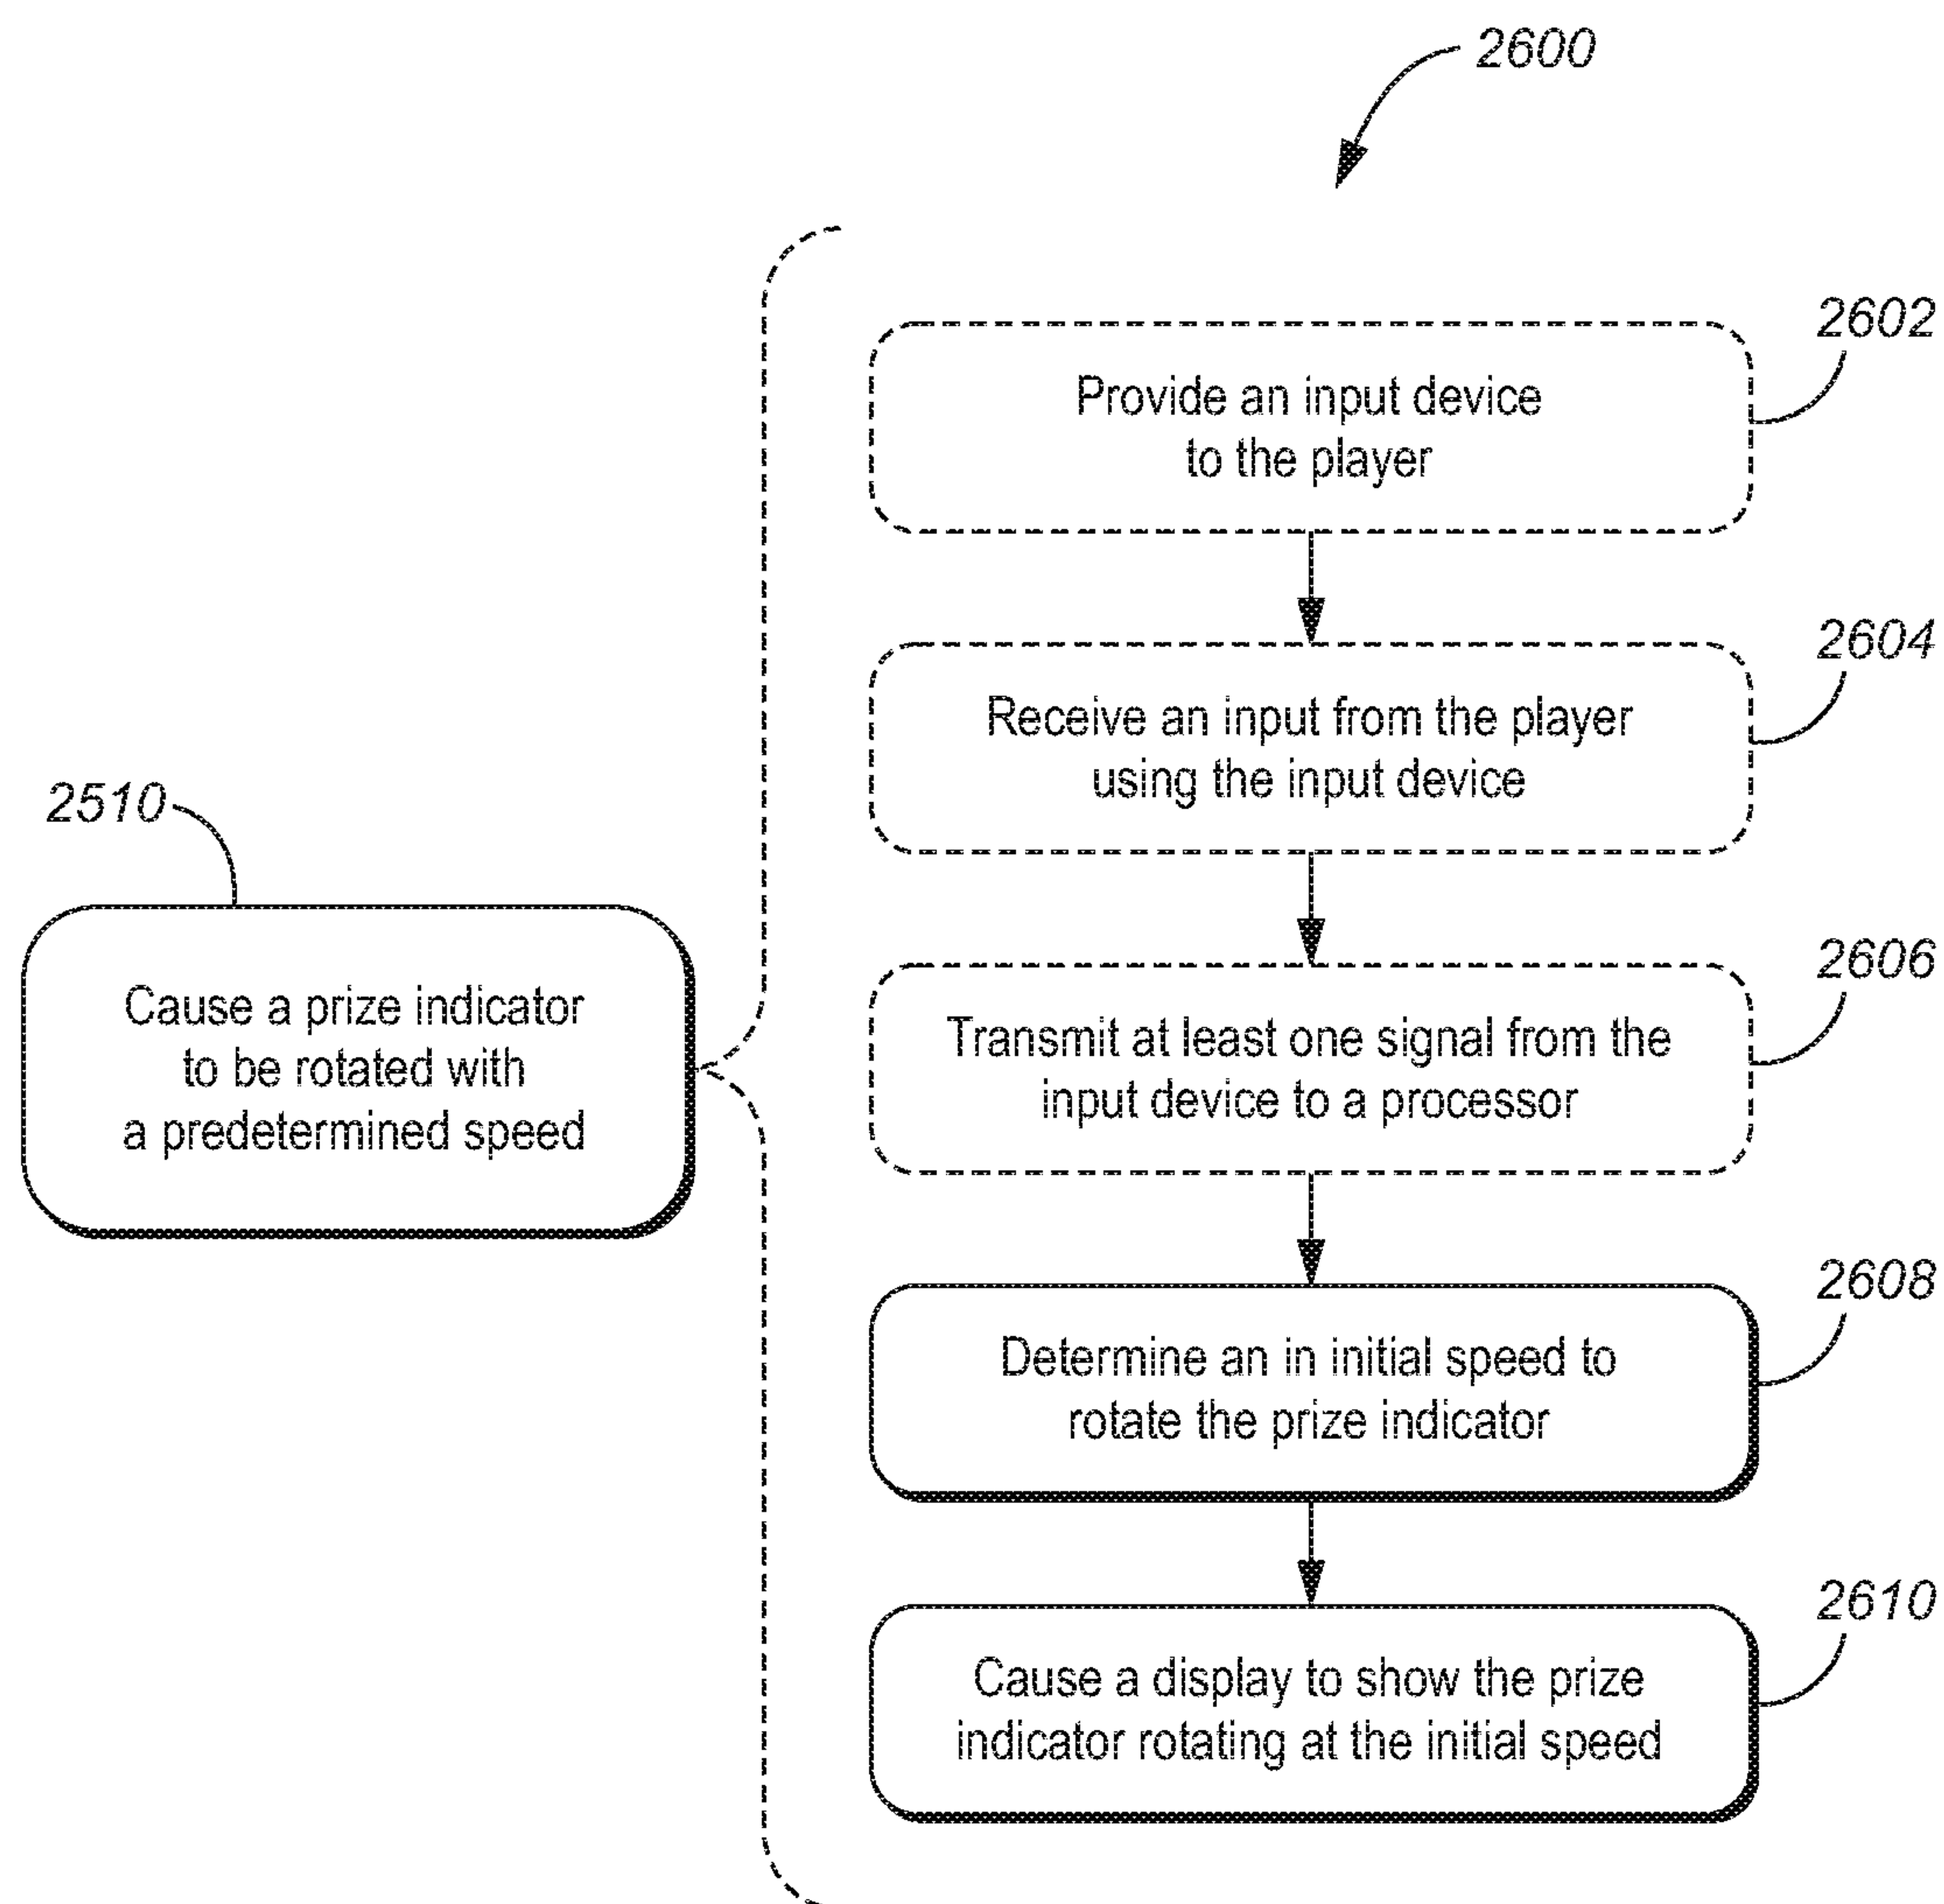 2600
2602
Provide an input device
to the player
2604
Receive an input from the player
using the input device
2510
Cause a prize indicator
to be rotated with
a predetermined speed
2606
Transmit at least one signal from the
input device to a processor
2608
Determine an in initial speed to
rotate the prize indicator
2610
Cause a display to show the prize
indicator rotating at the initial speed